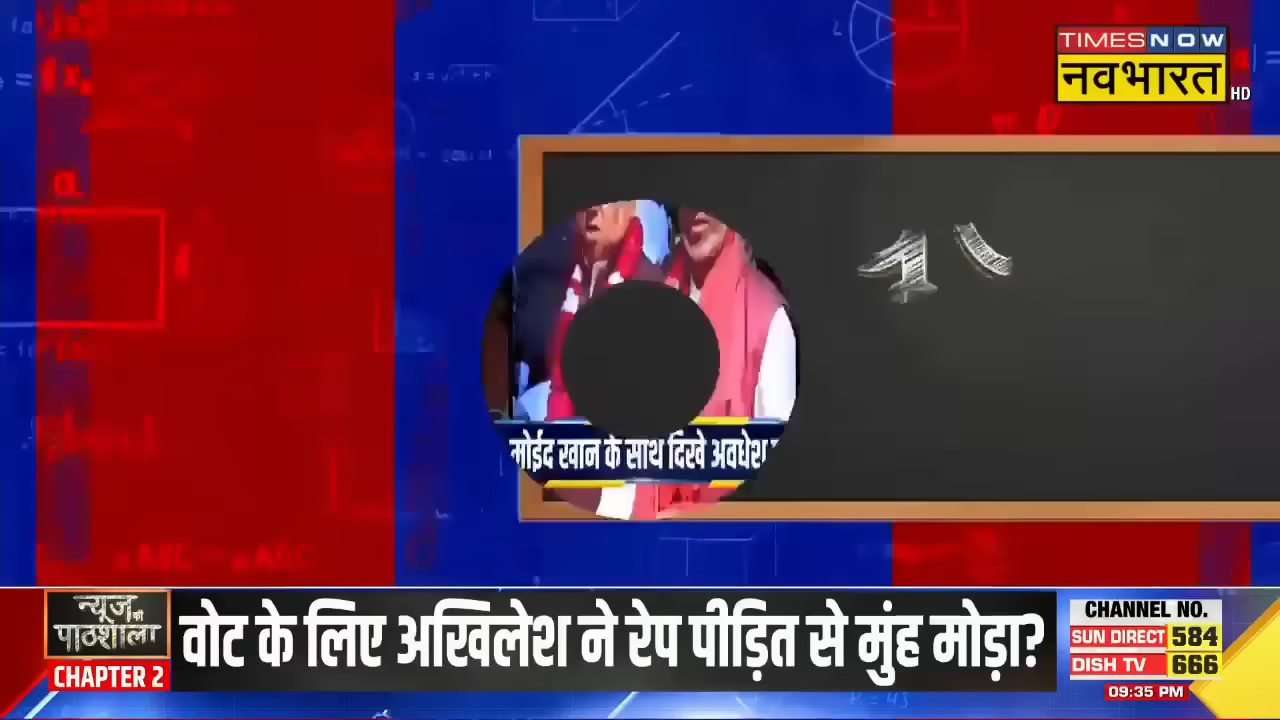 TIMES NOW
नवभारत
HD
मोईद खान के साथ दिखे अवधेश
न्यूज की
पाठशाला
CHAPTER 2
वोट के लिए अखिलेश ने रेप पीड़ित से मुंह मोड़ा?
CHANNEL NO.
SUN DIRECT 584
DISH TV 666
09:35 PM